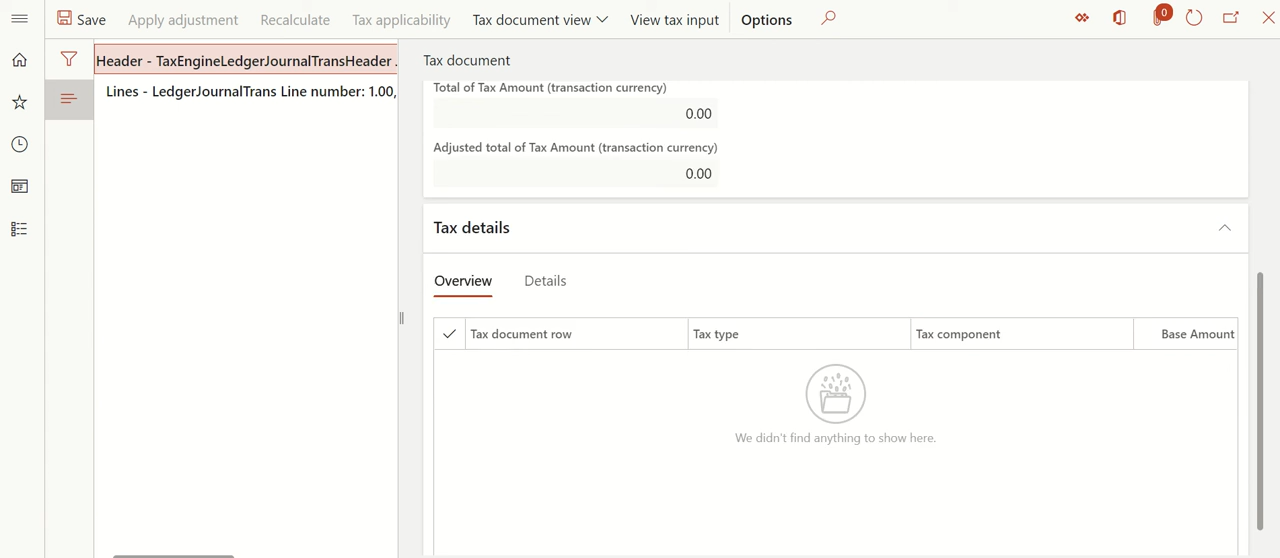 Save Apply adjustment Recalculate Tax applicability Tax document view View tax input Options 0
Header - TaxEngineLedgerJournalTransHeader .
Lines - LedgerJournalTrans Line number: 1.00,
Tax document
Total of Tax Amount (transaction currency)
0.00
Adjusted total of Tax Amount (transaction currency)
0.00
Tax details
Overview Details
Tax document row Tax type Tax component Base Amount
We didn't find anything to show here.